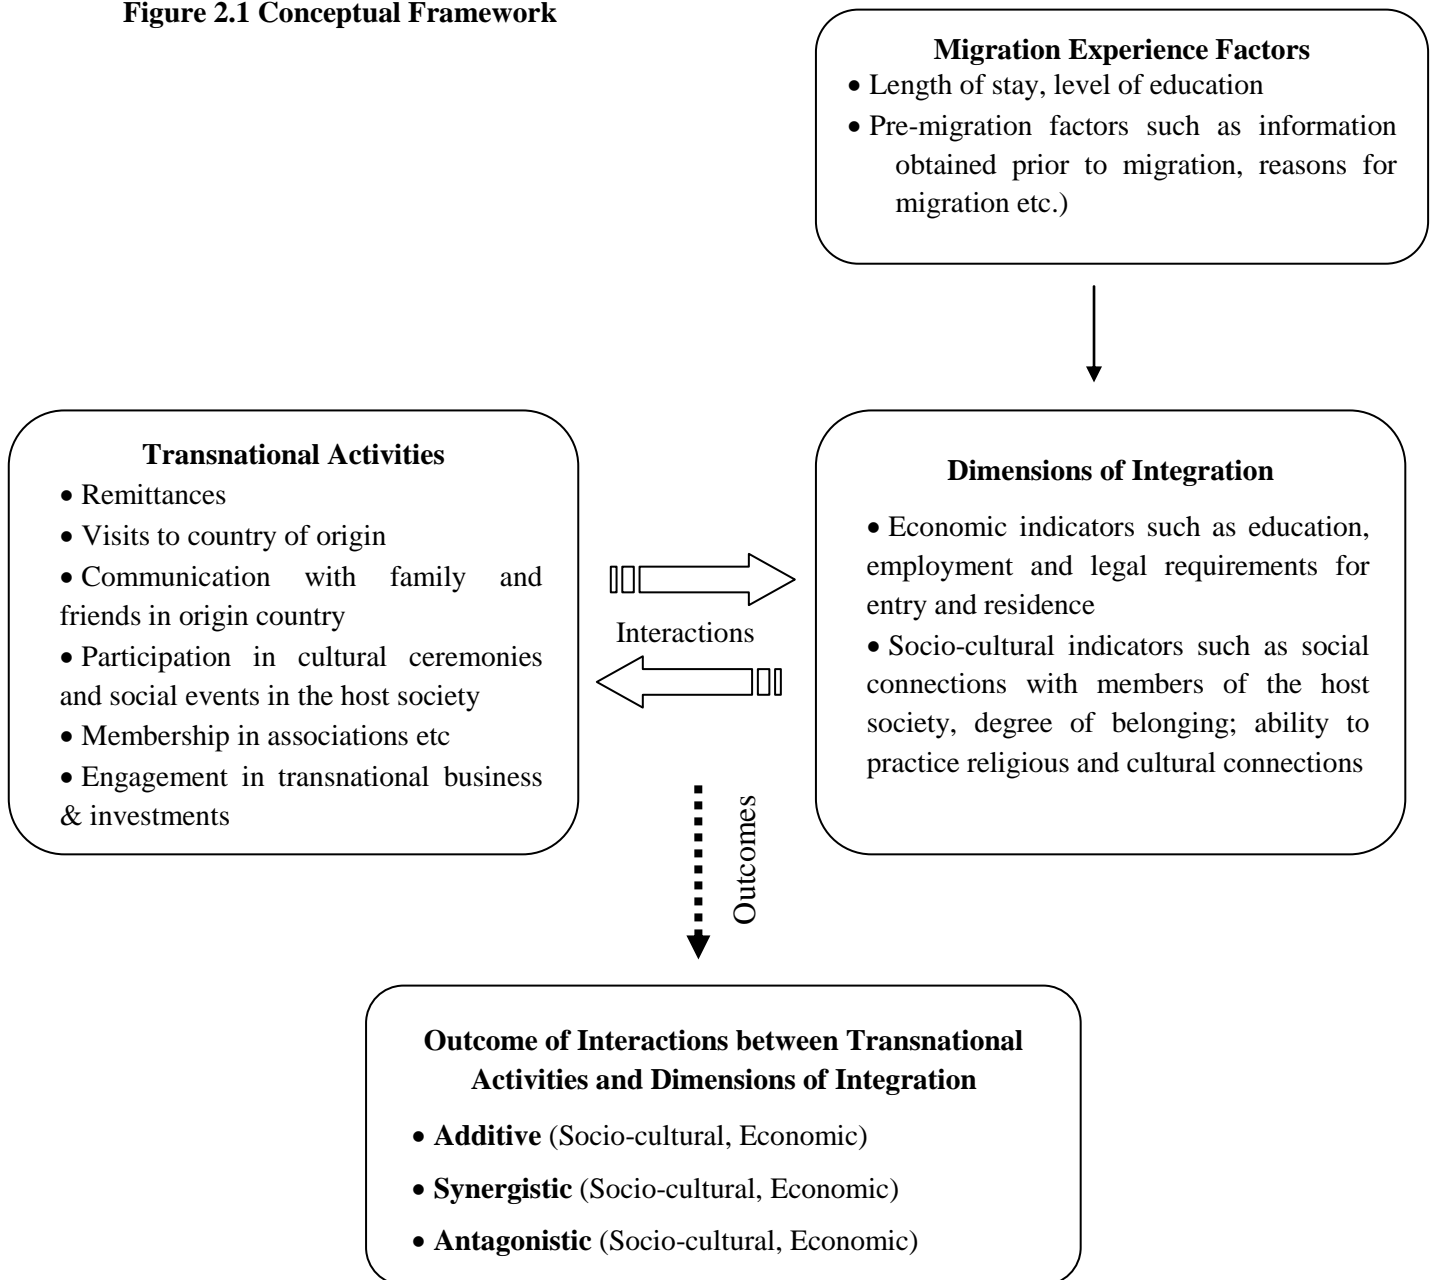 Figure 2.1 Conceptual Framework
Migration Experience Factors
• Length of stay, level of education
• Pre-migration factors such as information
obtained prior to migration, reasons for
migration etc.)
Transnational Activities
• Remittances
• Visits to country of origin
• Communication with family and
friends in origin country
• Participation in cultural ceremonies
and social events in the host society
• Membership in associations etc
• Engagement in transnational business
& investments
Interactions
Dimensions of Integration
• Economic indicators such as education,
employment and legal requirements for
entry and residence
• Socio-cultural indicators such as social
connections with members of the host
society, degree of belonging; ability to
practice religious and cultural connections
Outcomes
Outcome of Interactions between Transnational
Activities and Dimensions of Integration
• Additive (Socio-cultural, Economic)
• Synergistic (Socio-cultural, Economic)
• Antagonistic (Socio-cultural, Economic)